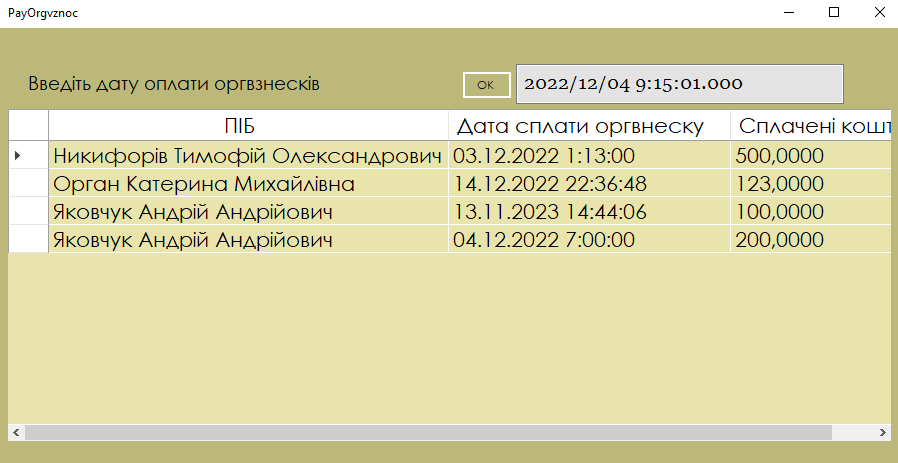 PayOrgvznoc
Введіть дату оплати оргвзнесків OK 2022/12/04 9:15:01.000
ПІБ Дата сплати оргвнеску Сплачені кошт
Никифорів Тимофій Олександрович 03.12.2022 1:13:00 500,0000
Орган Катерина Михайлівна 14.12.2022 22:36:48 123,0000
Яковчук Андрій Андрійович 13.11.2023 14:44:06 100,0000
Яковчук Андрій Андрійович 04.12.2022 7:00:00 200,0000